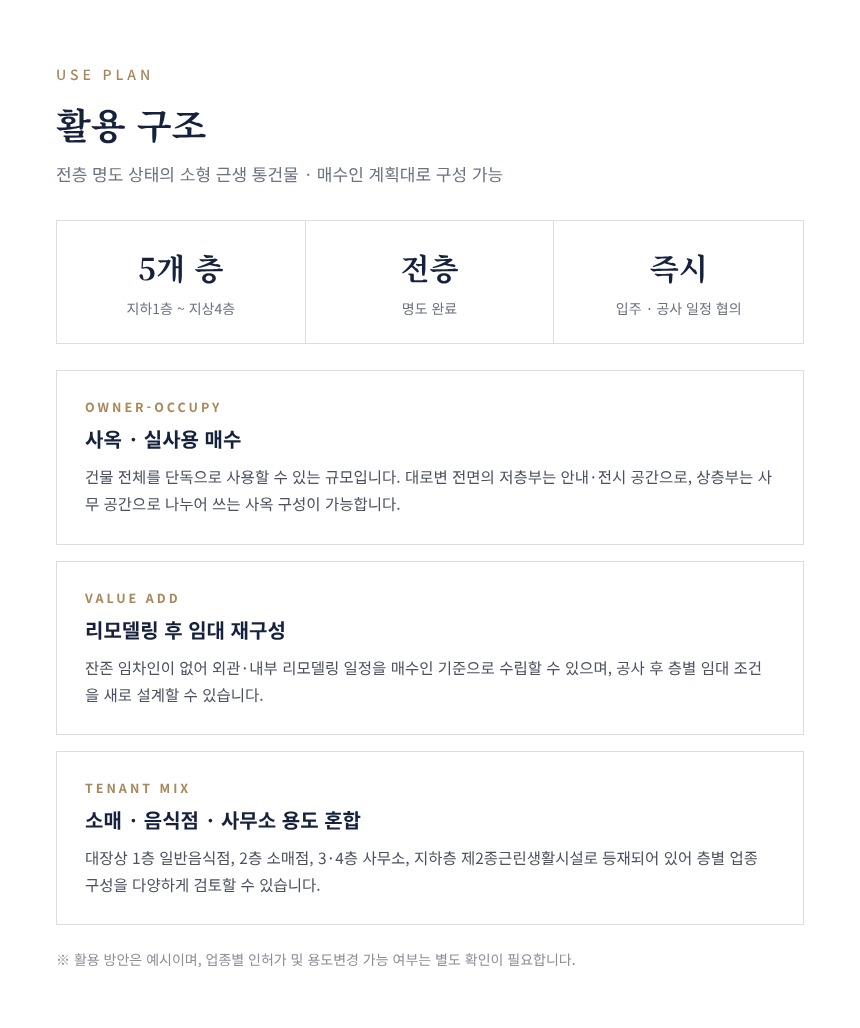 USE PLAN
활용 구조
전층 명도 상태의 소형 근생 통건물 · 매수인 계획대로 구성 가능
5개 층
지하1층 ~ 지상4층
전층
명도 완료
즉시
입주 · 공사 일정 협의
OWNER-OCCUPY
사옥 · 실사용 매수
건물 전체를 단독으로 사용할 수 있는 규모입니다. 대로변 전면의 저층부는 안내·전시 공간으로, 상층부는 사
무 공간으로 나누어 쓰는 사옥 구성이 가능합니다.
VALUE ADD
리모델링 후 임대 재구성
잔존 임차인이 없어 외관·내부 리모델링 일정을 매수인 기준으로 수립할 수 있으며, 공사 후 층별 임대 조건
을 새로 설계할 수 있습니다.
TENANT MIX
소매 · 음식점 · 사무소 용도 혼합
대장상 1층 일반음식점, 2층 소매점, 3·4층 사무소, 지하층 제2종근린생활시설로 등재되어 있어 층별 업종
구성을 다양하게 검토할 수 있습니다.
※ 활용 방안은 예시이며, 업종별 인허가 및 용도변경 가능 여부는 별도 확인이 필요합니다.